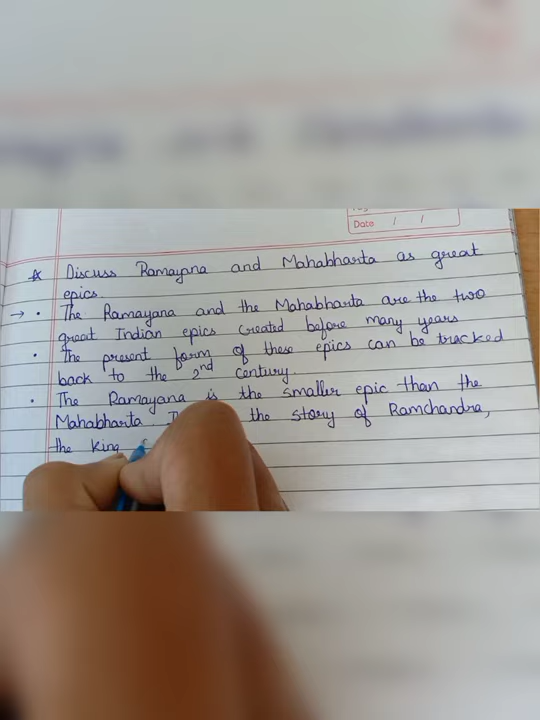 Date / /
☆ Discuss Ramayana and Mahabharta as great
epics.
→ • The Ramayana and the Mahabharta are the two
great Indian epics created before many years
• The present form of these epics can be tracked
back to the 2nd century.
• The Ramayana is the smaller epic than the
Mahabharta. the story of Ramchandra,
the king